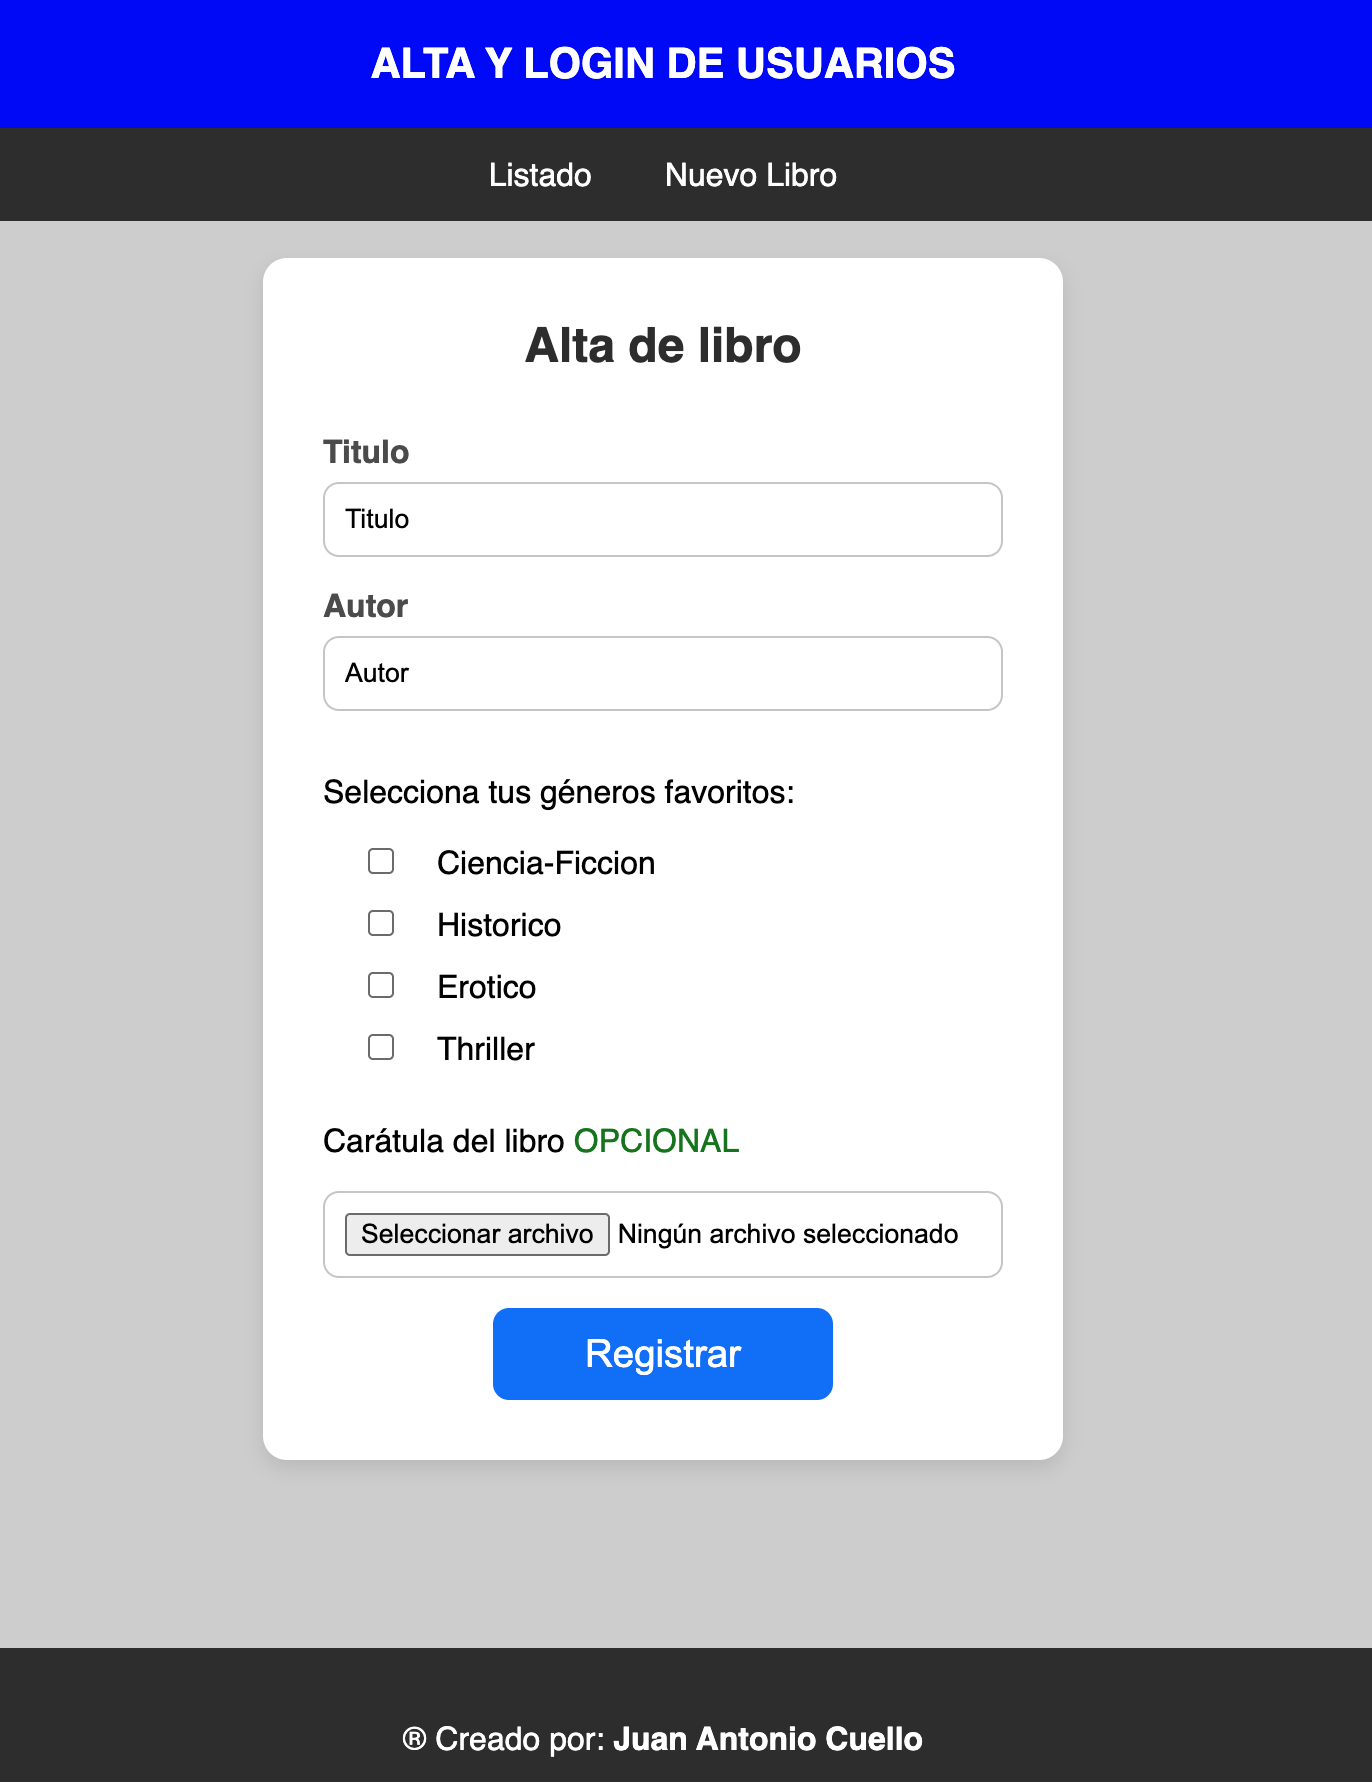 ALTA Y LOGIN DE USUARIOS
Listado Nuevo Libro
Alta de libro
Titulo
Titulo
Autor
Autor
Selecciona tus géneros favoritos:
Ciencia-Ficcion
Historico
Erotico
Thriller
Carátula del libro OPCIONAL
Seleccionar archivo Ningún archivo seleccionado
Registrar
® Creado por: Juan Antonio Cuello